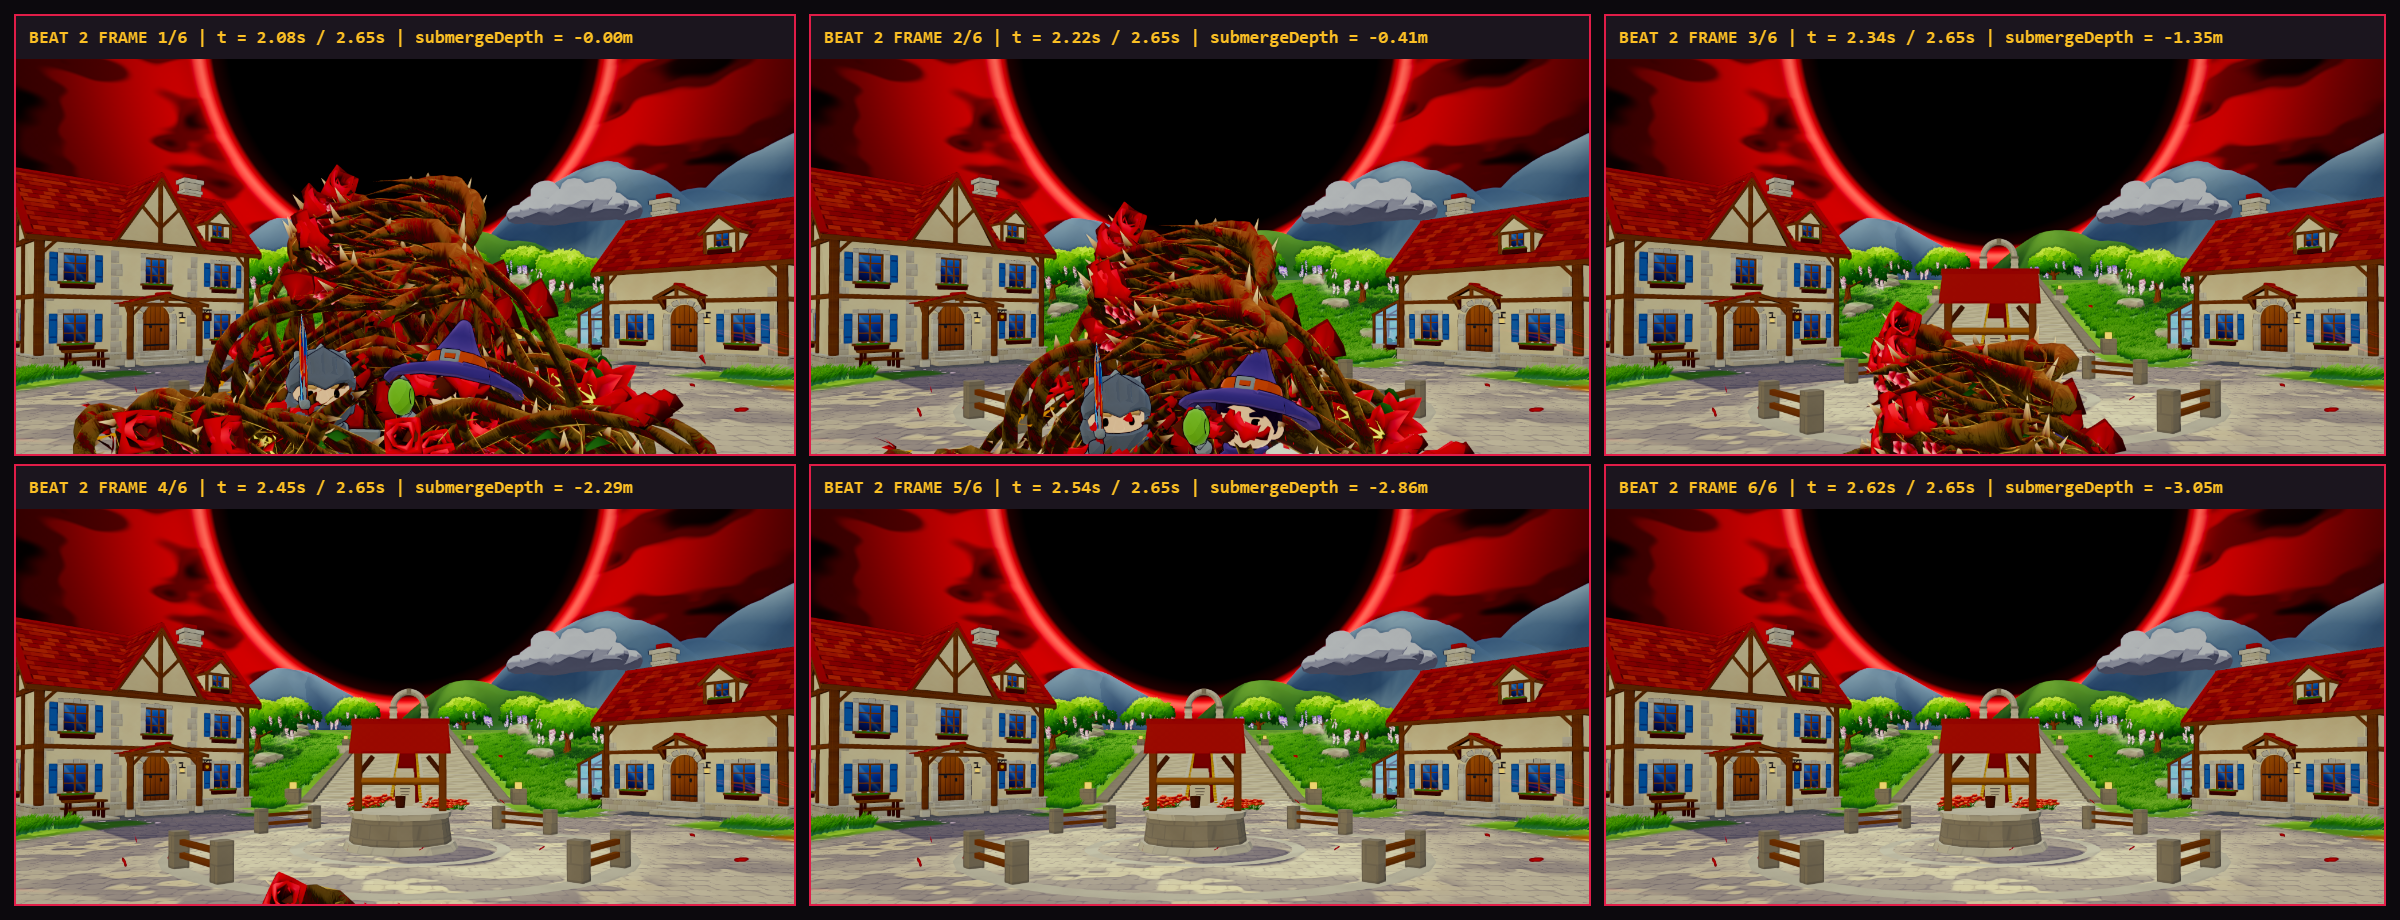 BEAT 2 FRAME 1/6 | t = 2.08s / 2.65s | submergeDepth = -0.00m
BEAT 2 FRAME 2/6 | t = 2.22s / 2.65s | submergeDepth = -0.41m
BEAT 2 FRAME 3/6 | t = 2.34s / 2.65s | submergeDepth = -1.35m
BEAT 2 FRAME 4/6 | t = 2.45s / 2.65s | submergeDepth = -2.29m
BEAT 2 FRAME 5/6 | t = 2.54s / 2.65s | submergeDepth = -2.86m
BEAT 2 FRAME 6/6 | t = 2.62s / 2.65s | submergeDepth = -3.05m